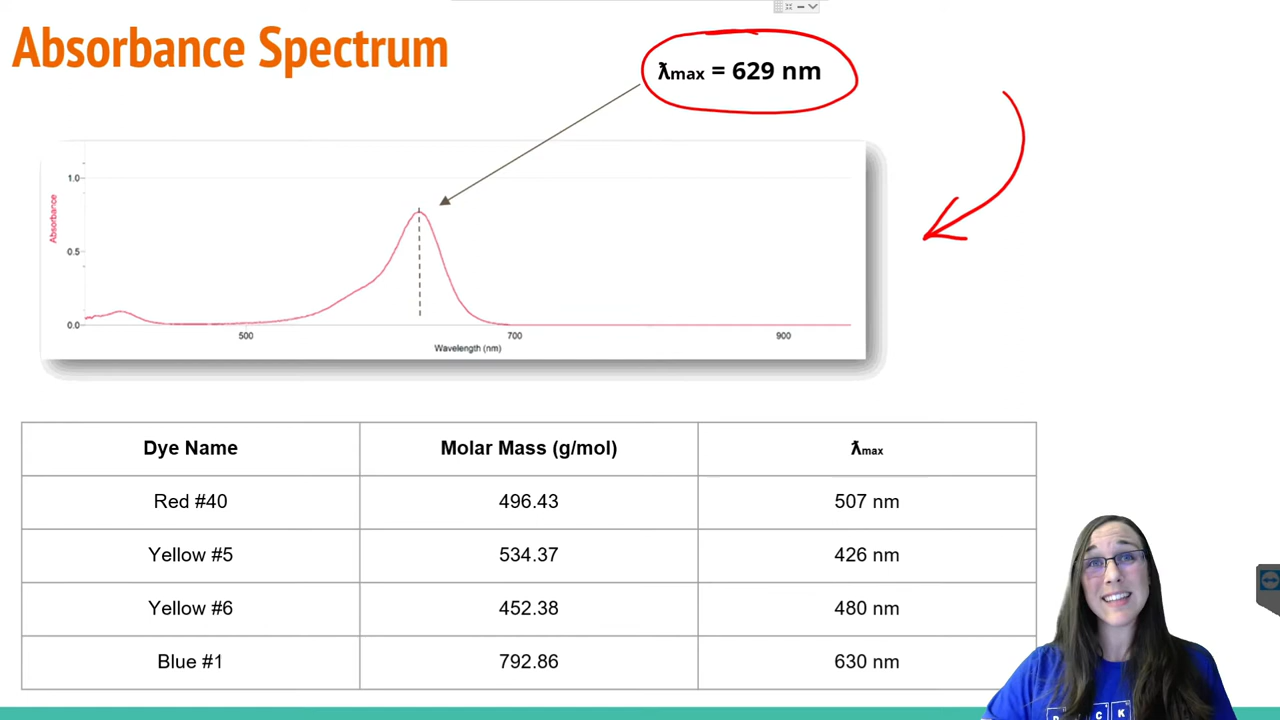 Absorbance Spectrum
ƛmax = 629 nm
1.0
Absorbance
0.5
0.0
500
700
900
Wavelength (nm)
Dye Name Molar Mass (g/mol) ƛmax
Red #40 496.43 507 nm
Yellow #5 534.37 426 nm
Yellow #6 452.38 480 nm
Blue #1 792.86 630 nm
C K